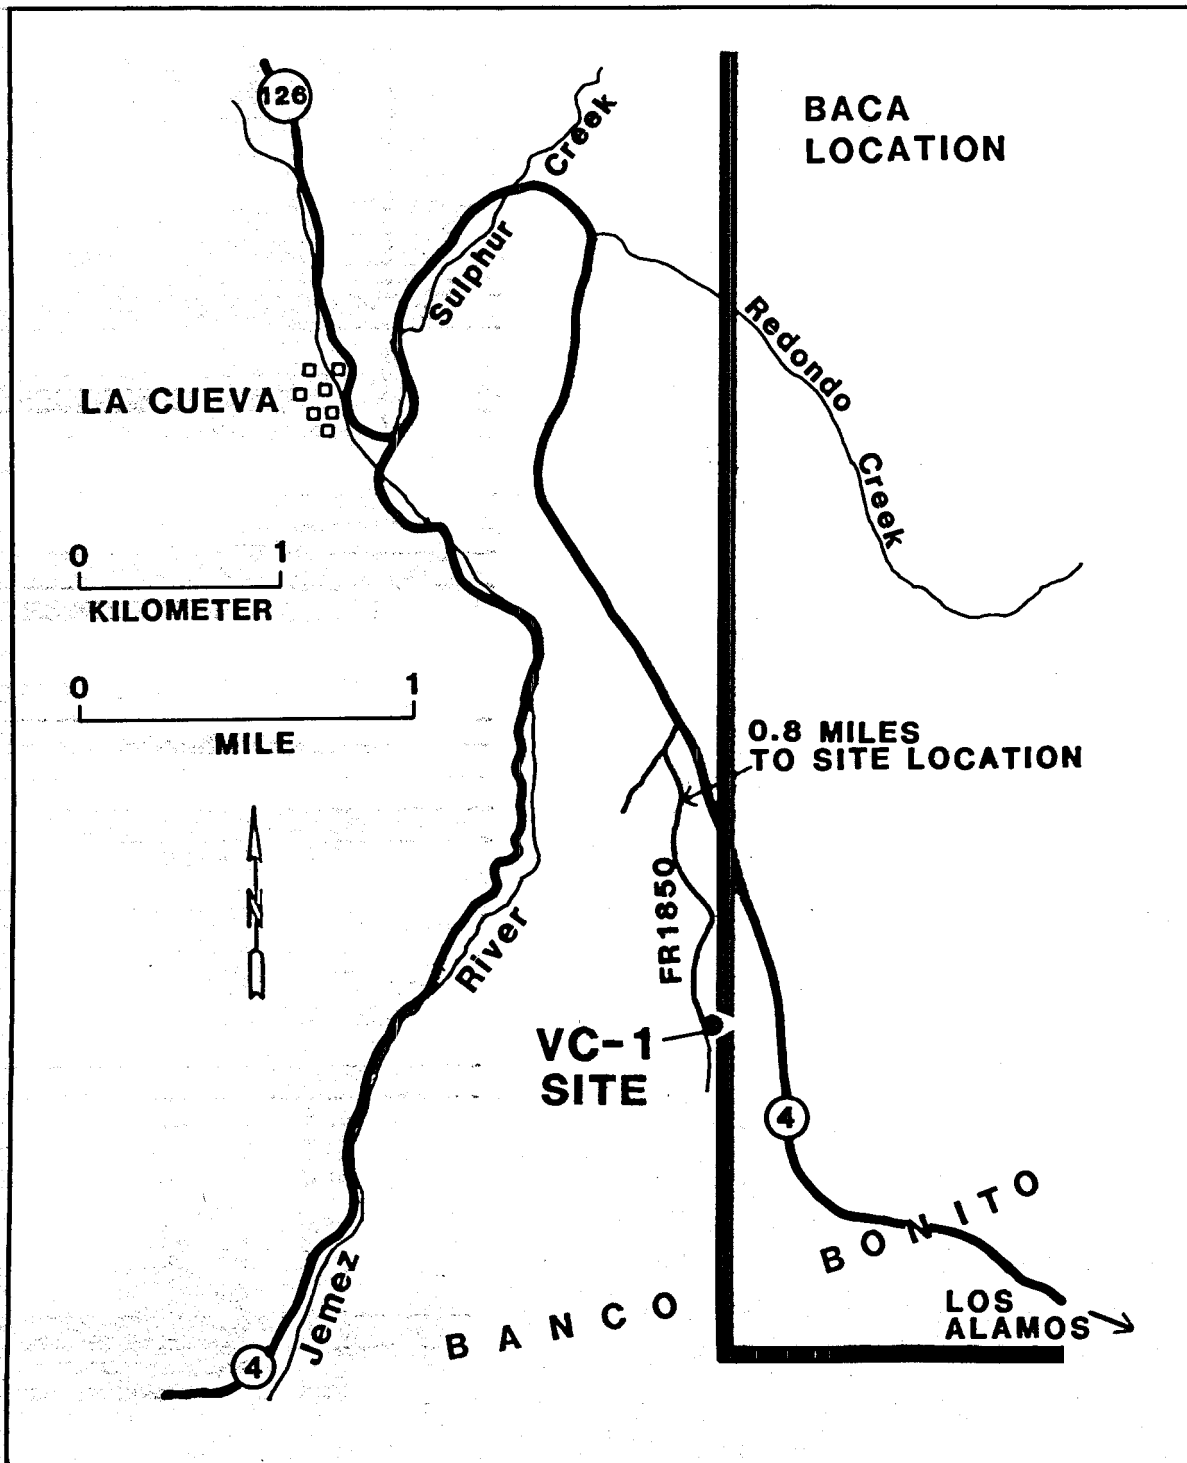 126
BACA
LOCATION
Sulphur Creek
Redondo Creek
LA CUEVA
0 1
KILOMETER
0 1
MILE
0.8 MILES
TO SITE LOCATION
N
FR1850
River
VC-1
SITE
4
BONITO
BANCO
LOS
ALAMOS
Jemez
4